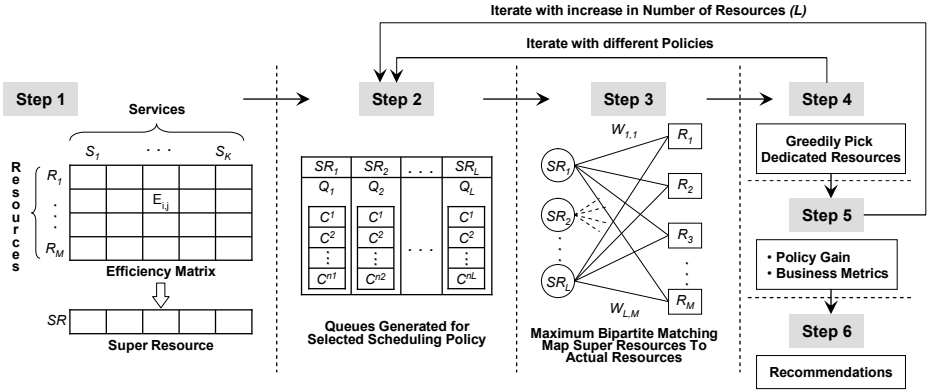 Iterate with increase in Number of Resources (L)
Iterate with different Policies
Step 1
Step 2
Step 3
Step 4
Services
S1 . . . SK
Resources
R1
.
.
.
RM
Ei,j
Efficiency Matrix
SR
Super Resource
SR1 SR2 . . . SRL
Q1 Q2 QL
C1 C1 C1
C2 C2 . . . C2
Cn1 Cn2 CnL
Queues Generated for
Selected Scheduling Policy
W1,1
SR1
SR2
SRL
R1
R2
R3
RM
WL,M
Maximum Bipartite Matching
Map Super Resources To
Actual Resources
Greedily Pick
Dedicated Resources
Step 5
• Policy Gain
• Business Metrics
Step 6
Recommendations